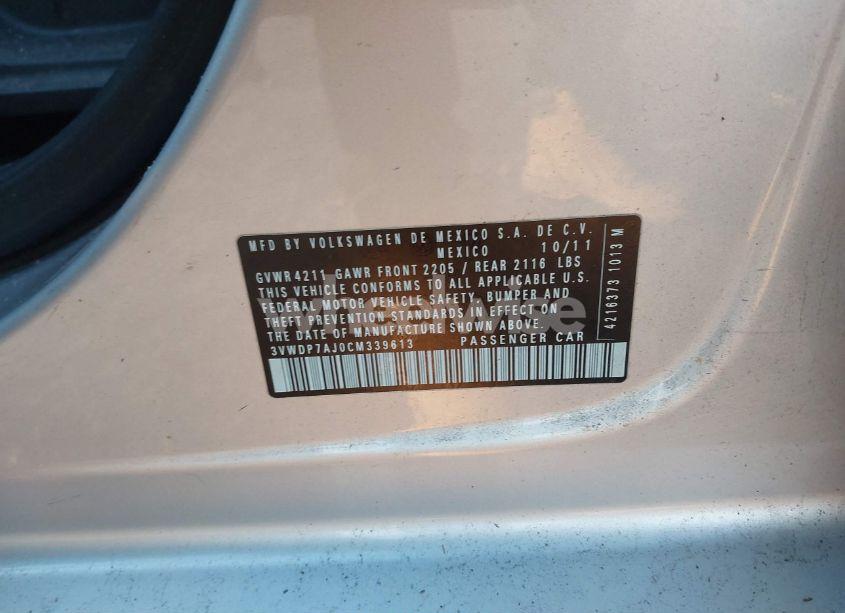 MFD BY VOLKSWAGEN DE MEXICO S.A. DE C.V.
MEXICO 10/11
GVWR 4211 GAWR FRONT 2205 / REAR 2116 LBS
THIS VEHICLE CONFORMS TO ALL APPLICABLE U.S.
FEDERAL MOTOR VEHICLE SAFETY, BUMPER AND
THEFT PREVENTION STANDARDS IN EFFECT ON
THE DATE OF MANUFACTURE SHOWN ABOVE.
3VWDP7AJ0CM339613 PASSENGER CAR
4216373 1013 M